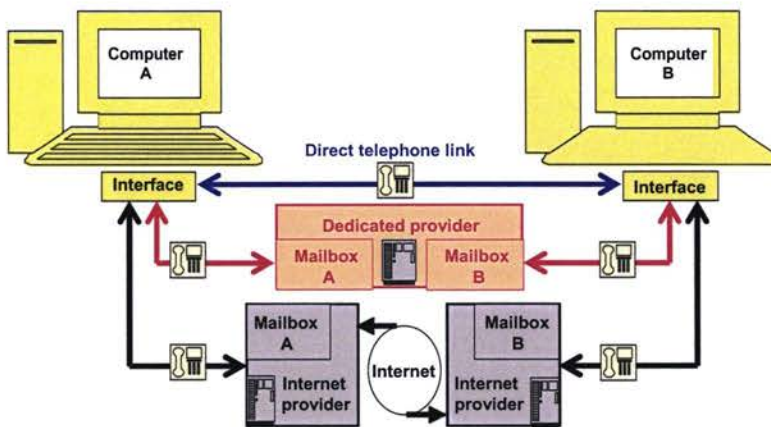 Computer
A
Computer
B
Direct telephone link
Interface
Interface
Dedicated provider
Mailbox
A
Mailbox
B
Mailbox
A
Internet
provider
Internet
Mailbox
B
Internet
provider